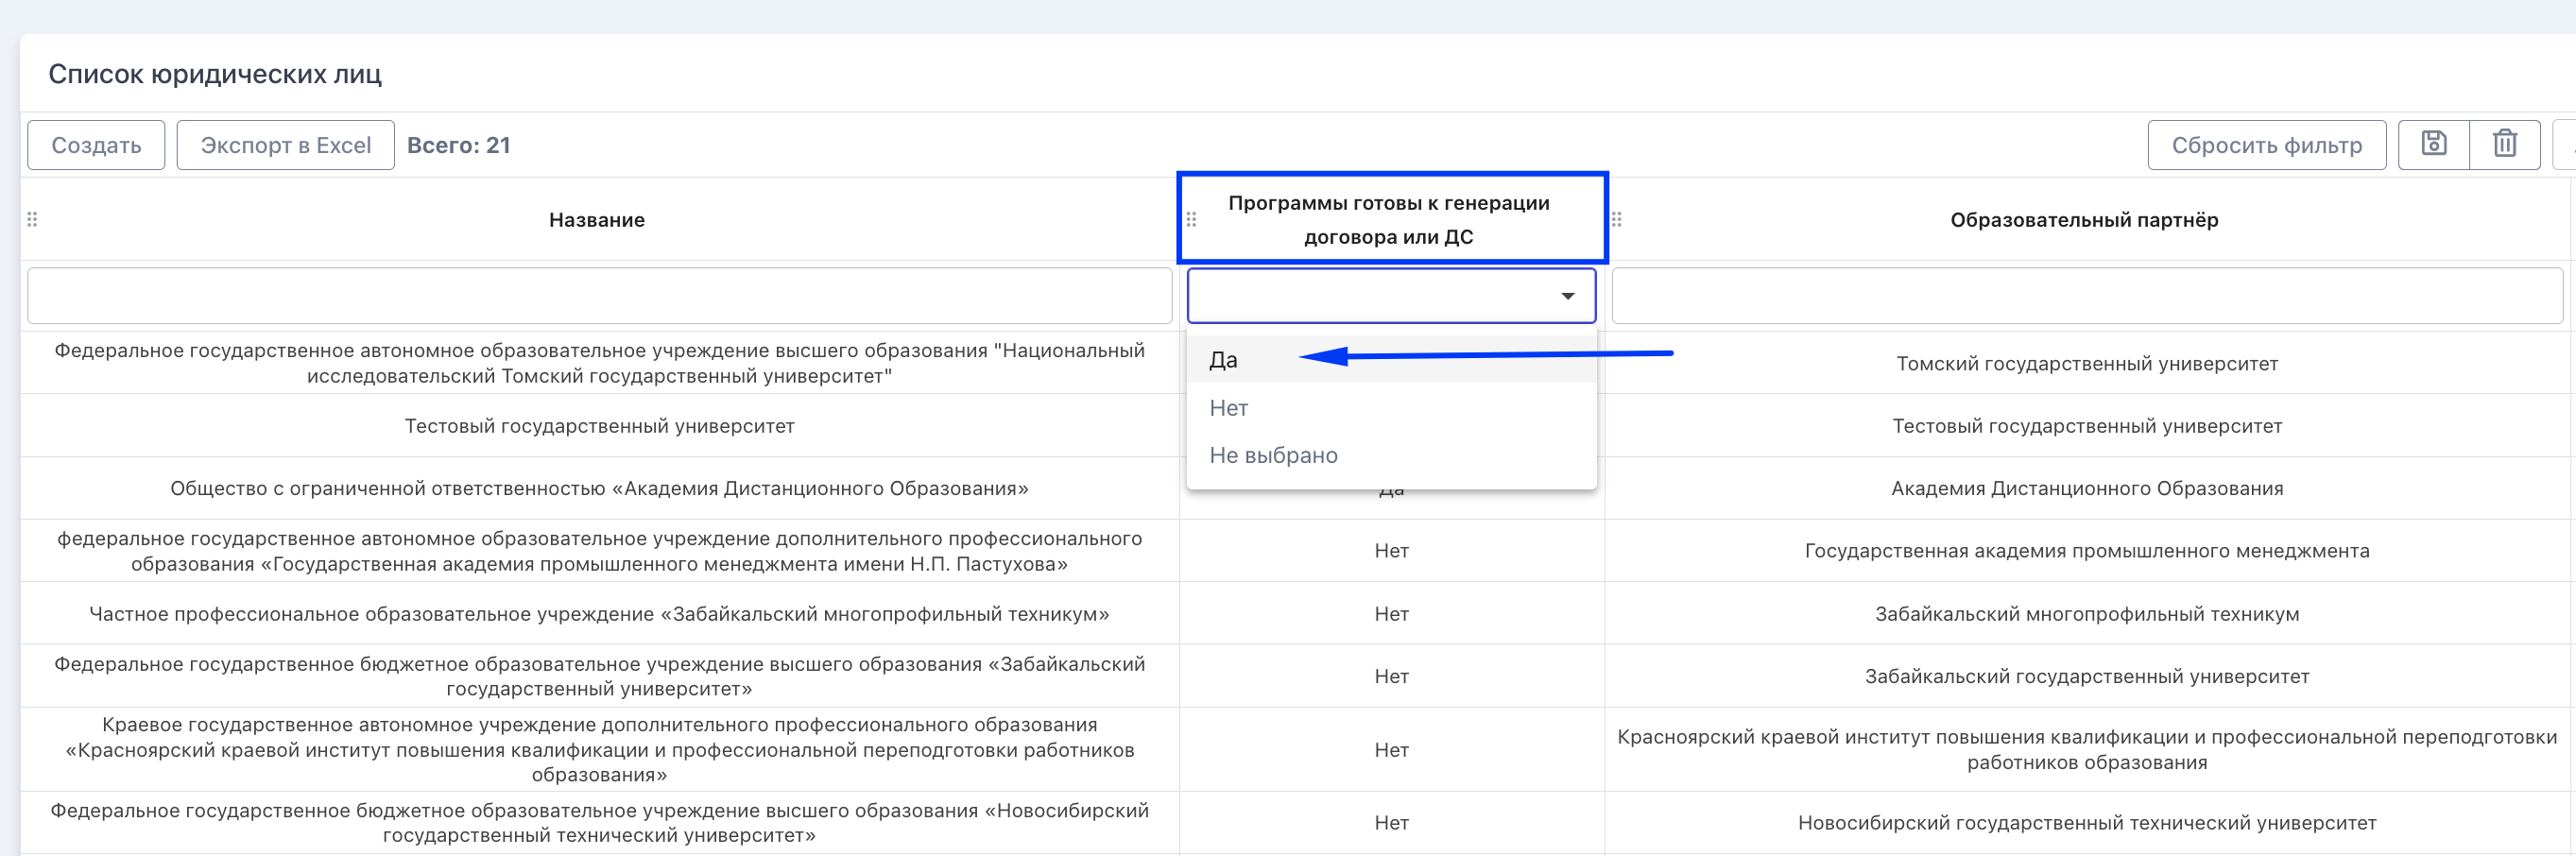 Список юридических лиц
Создать
Экспорт в Excel
Всего: 21
Сбросить фильтр
Название
Программы готовы к генерации
договора или ДС
Образовательный партнёр
Федеральное государственное автономное образовательное учреждение высшего образования "Национальный
исследовательский Томский государственный университет"
Да
Томский государственный университет
Нет
Тестовый государственный университет
Тестовый государственный университет
Не выбрано
Общество с ограниченной ответственностью «Академия Дистанционного Образования»
Да
Академия Дистанционного Образования
федеральное государственное автономное образовательное учреждение дополнительного профессионального
образования «Государственная академия промышленного менеджмента имени Н.П. Пастухова»
Нет
Государственная академия промышленного менеджмента
Частное профессиональное образовательное учреждение «Забайкальский многопрофильный техникум»
Нет
Забайкальский многопрофильный техникум
Федеральное государственное бюджетное образовательное учреждение высшего образования «Забайкальский
государственный университет»
Нет
Забайкальский государственный университет
Краевое государственное автономное учреждение дополнительного профессионального образования
«Красноярский краевой институт повышения квалификации и профессиональной переподготовки работников
образования»
Нет
Красноярский краевой институт повышения квалификации и профессиональной переподготовки
работников образования
Федеральное государственное бюджетное образовательное учреждение высшего образования «Новосибирский
государственный технический университет»
Нет
Новосибирский государственный технический университет